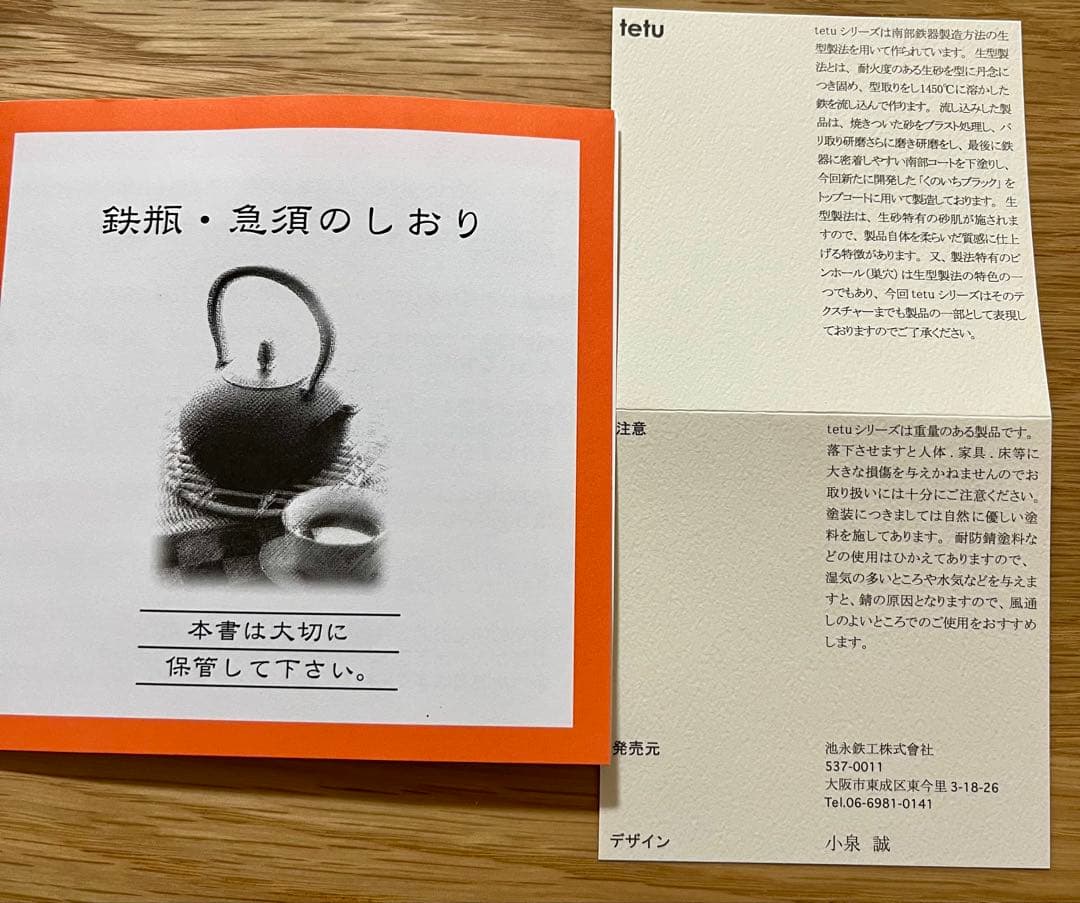 鉄瓶・急須のしおり
本書は大切に
保管して下さい。
tetu
tetu シリーズは南部鉄器製造方法の生
型製法を用いて作られています。 生型製
法とは、耐火度のある生砂を型に丹念に
つき固め、型取りをし1450℃に溶かした
鉄を流し込んで作ります。 流し込みした製
品は、焼きついた砂をブラスト処理し、バ
リ取り研磨さらに磨き研磨をし、最後に鉄
器に密着しやすい南部コートを下塗りし、
今回新たに開発した「くのいちブラック」を
トップコートに用いて製造しております。 生
型製法は、生砂特有の砂肌が施されま
すので、製品自体を柔らいだ質感に仕上
げる特徴があります。 又、製法特有のピ
ンホール（巣穴）は生型製法の特色の一
つでもあり、今回 tetu シリーズはそのテ
クスチャーまでも製品の一部として表現し
ておりますのでご了承ください。
注意
tetu シリーズは重量のある製品です。
落下させますと人体．家具．床等に
大きな損傷を与えかねませんのでお
取り扱いには十分にご注意ください。
塗装につきましては自然に優しい塗
料を施してあります。 耐防錆塗料な
どの使用はひかえてありますので、
湿気の多いところや水気などを与えま
すと、錆の原因となりますので、風通
しのよいところでのご使用をおすすめ
します。
発売元
池永鉄工株式會社
537-0011
大阪市東成区東今里 3-18-26
Tel.06-6981-0141
デザイン
小泉 誠